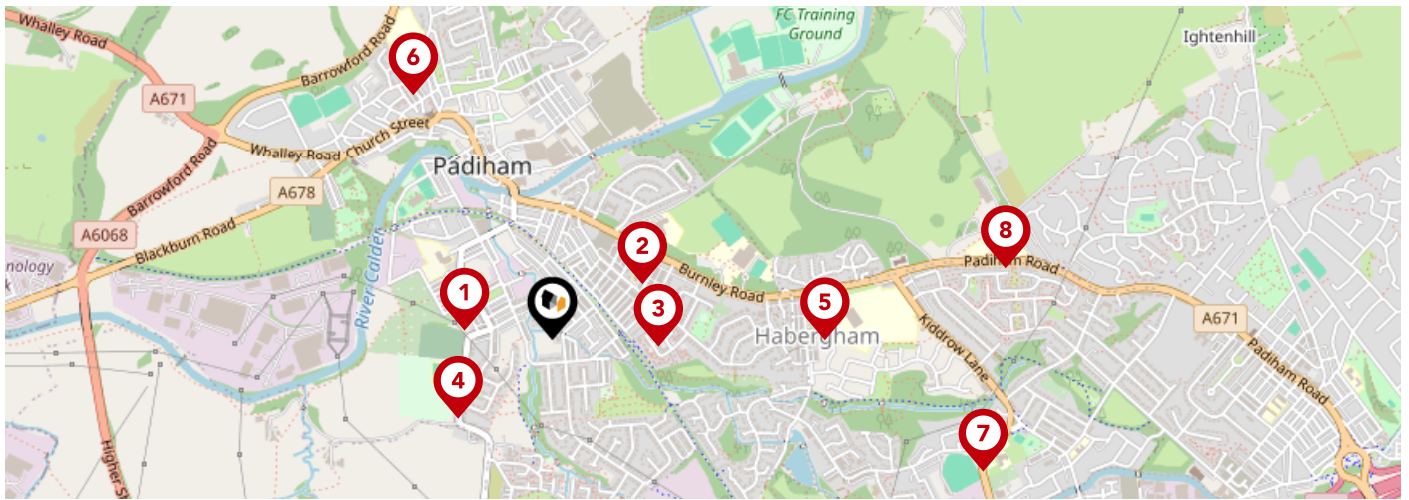 Whalley Road
FC Training
Ground
Ightenhill
6
Barrowford Road
A671
Church Street
Whalley Road
Padiham
A678
Barrowford Road
A6068
Blackburn Road
River Calder
2
8
Padiham Road
Burnley Road
1
3
5
Habergham
Kiddrow Lane
A671
Padiham Road
4
7